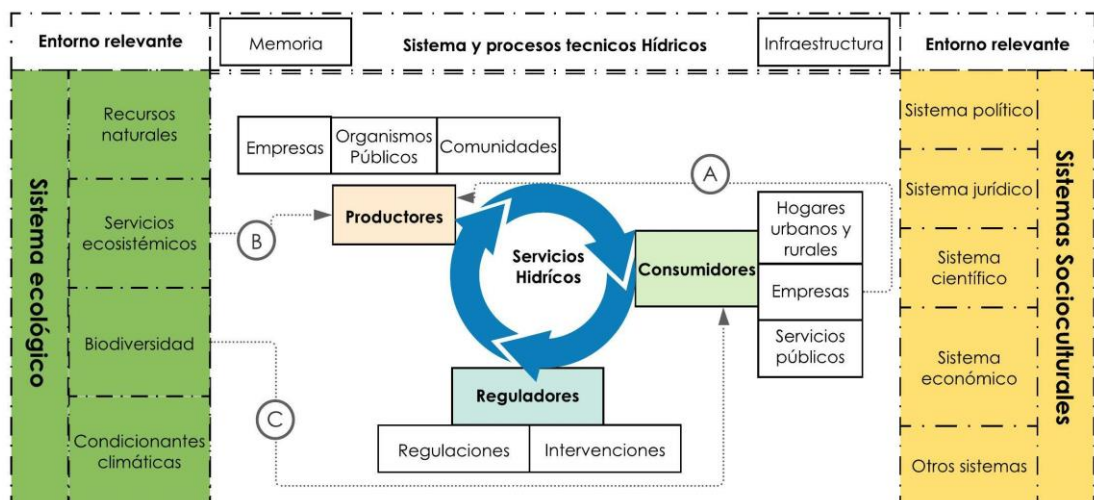 Entorno relevante
Memoria
Sistema y procesos tecnicos Hídricos
Infraestructura
Entorno relevante
Sistema ecológico
Recursos
naturales
Servicios
ecosistémicos
Biodiversidad
Condicionantes
climáticas
Empresas
Organismos
Públicos
Comunidades
Productores
A
B
C
Servicios
Hidrícos
Consumidores
Hogares
urbanos y
rurales
Empresas
Servicios
públicos
Reguladores
Regulaciones
Intervenciones
Sistema político
Sistema jurídico
Sistema
científico
Sistema
económico
Otros sistemas
Sistemas Socioculturales